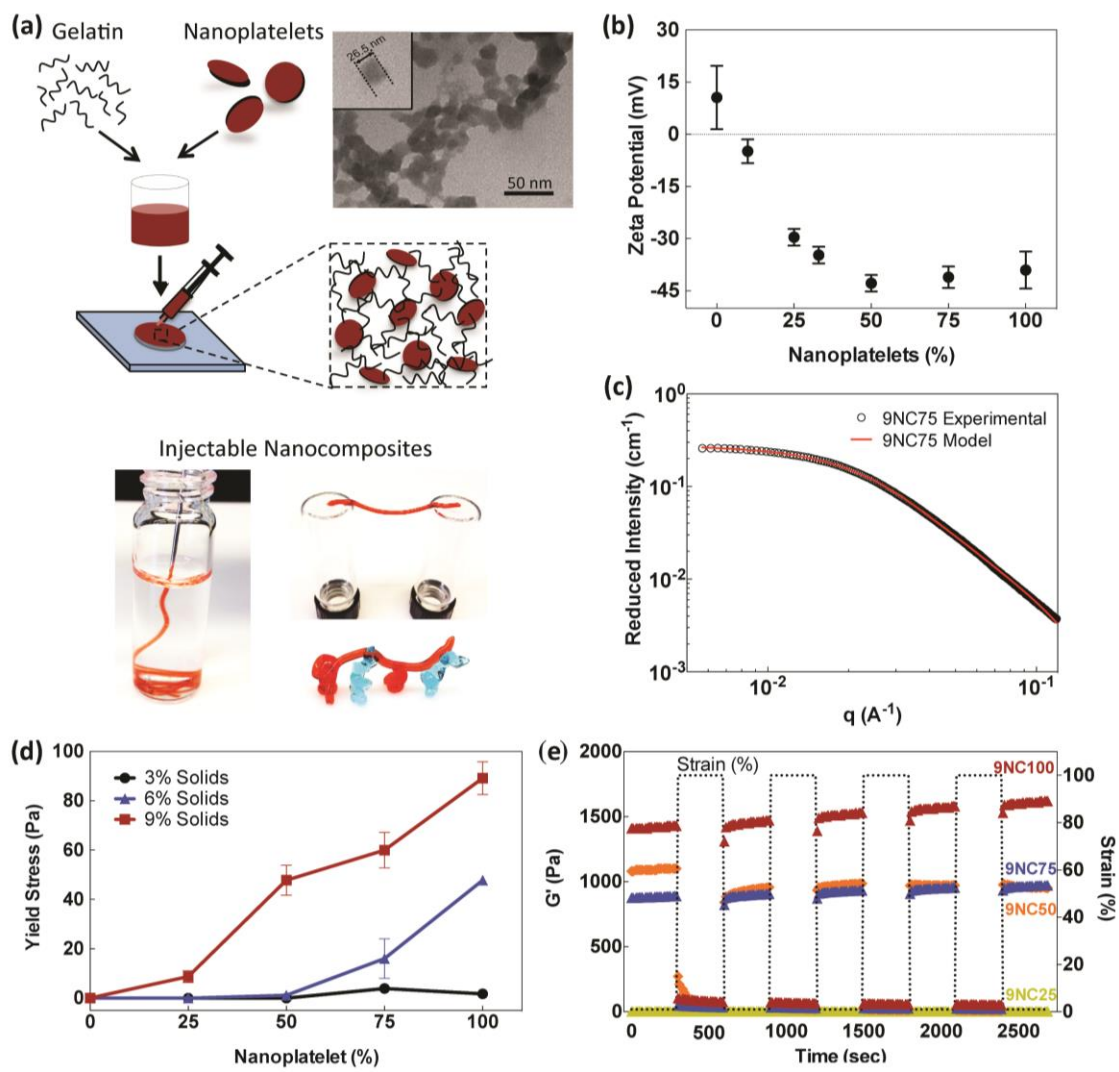 (a)
Gelatin
Nanoplatelets
26.5 nm
50 nm
Injectable Nanocomposites
(b)
Zeta Potential (mV)
15
0
-15
-30
-45
0 25 50 75 100
Nanoplatelets (%)
(c)
Reduced Intensity (cm⁻¹)
10⁰
10⁻¹
10⁻²
10⁻³
9NC75 Experimental
9NC75 Model
10⁻² 10⁻¹
q (A⁻¹)
(d)
Yield Stress (Pa)
100
80
60
40
20
0
3% Solids
6% Solids
9% Solids
0 25 50 75 100
Nanoplatelet (%)
(e)
G' (Pa)
2000
1500
1000
500
0
Strain (%)
9NC100
9NC75
9NC50
9NC25
100
80
60
40
20
0
Strain (%)
0 500 1000 1500 2000 2500
Time (sec)